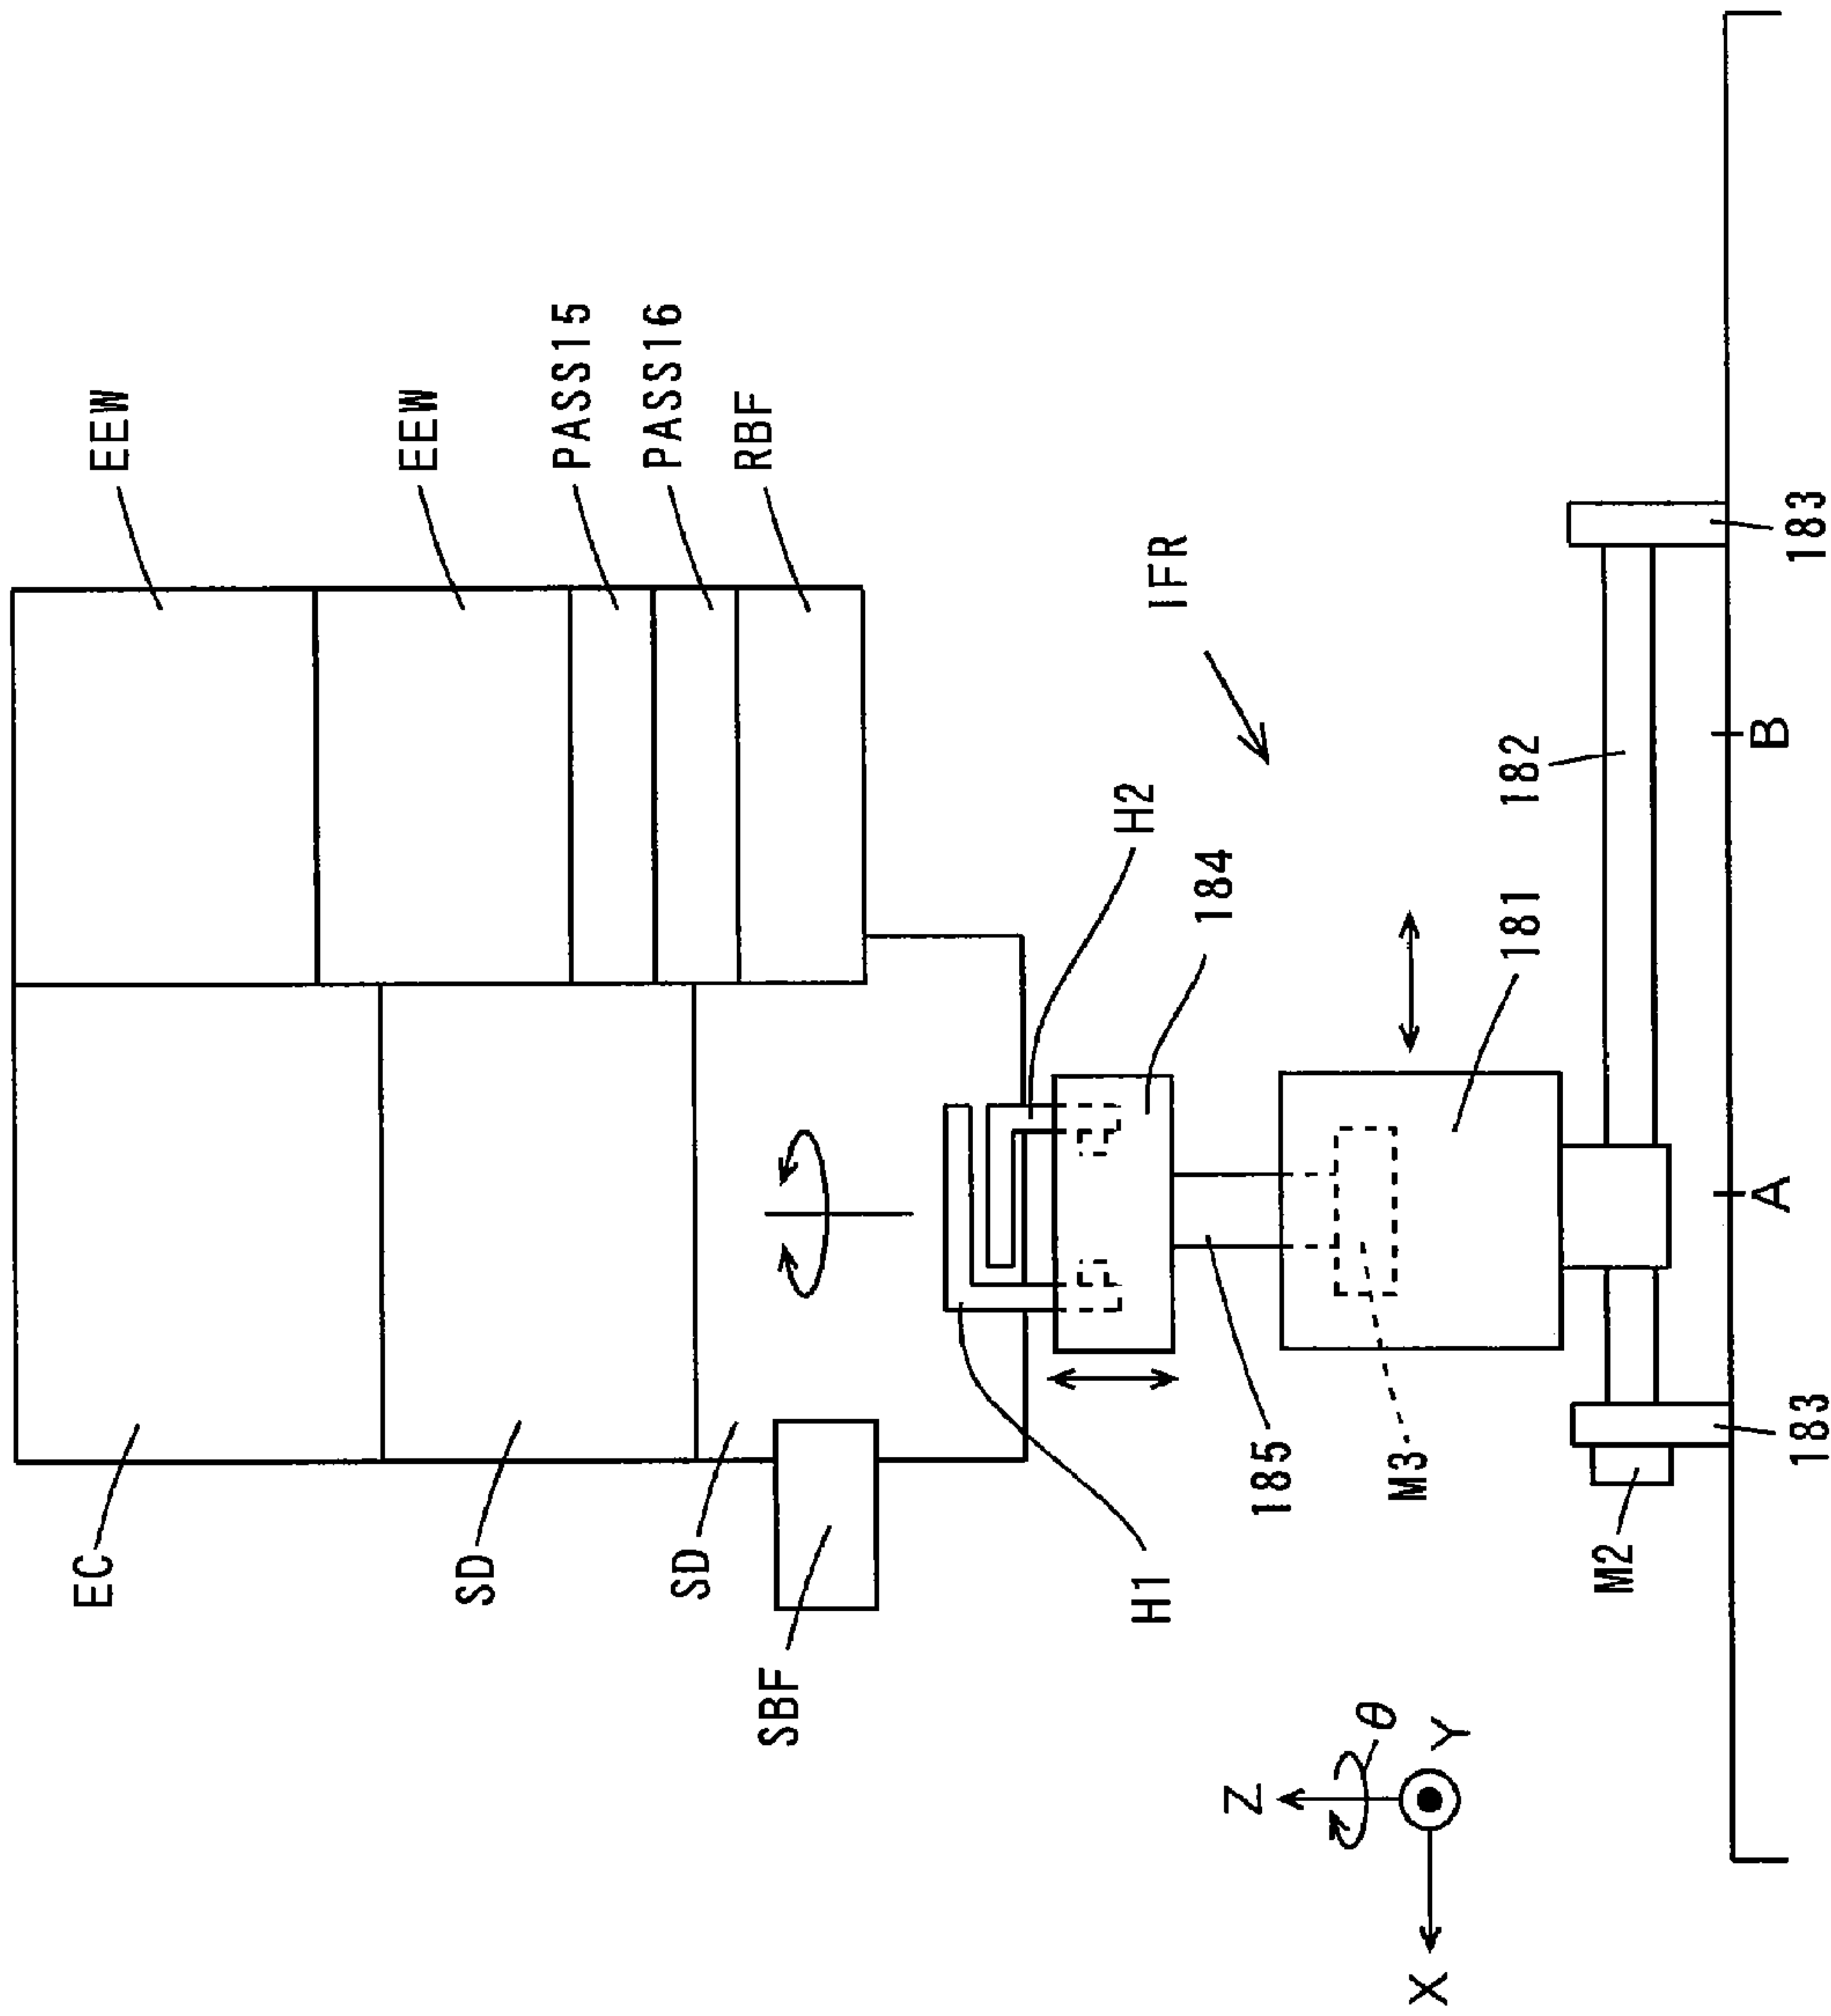 EC
EEW
EEW
SD
PASS15
PASS16
SD
RBF
SBF
H2
H1
IFR
184
Z
185
θ
M3
X
Y
181
182
M2
A
B
183
183